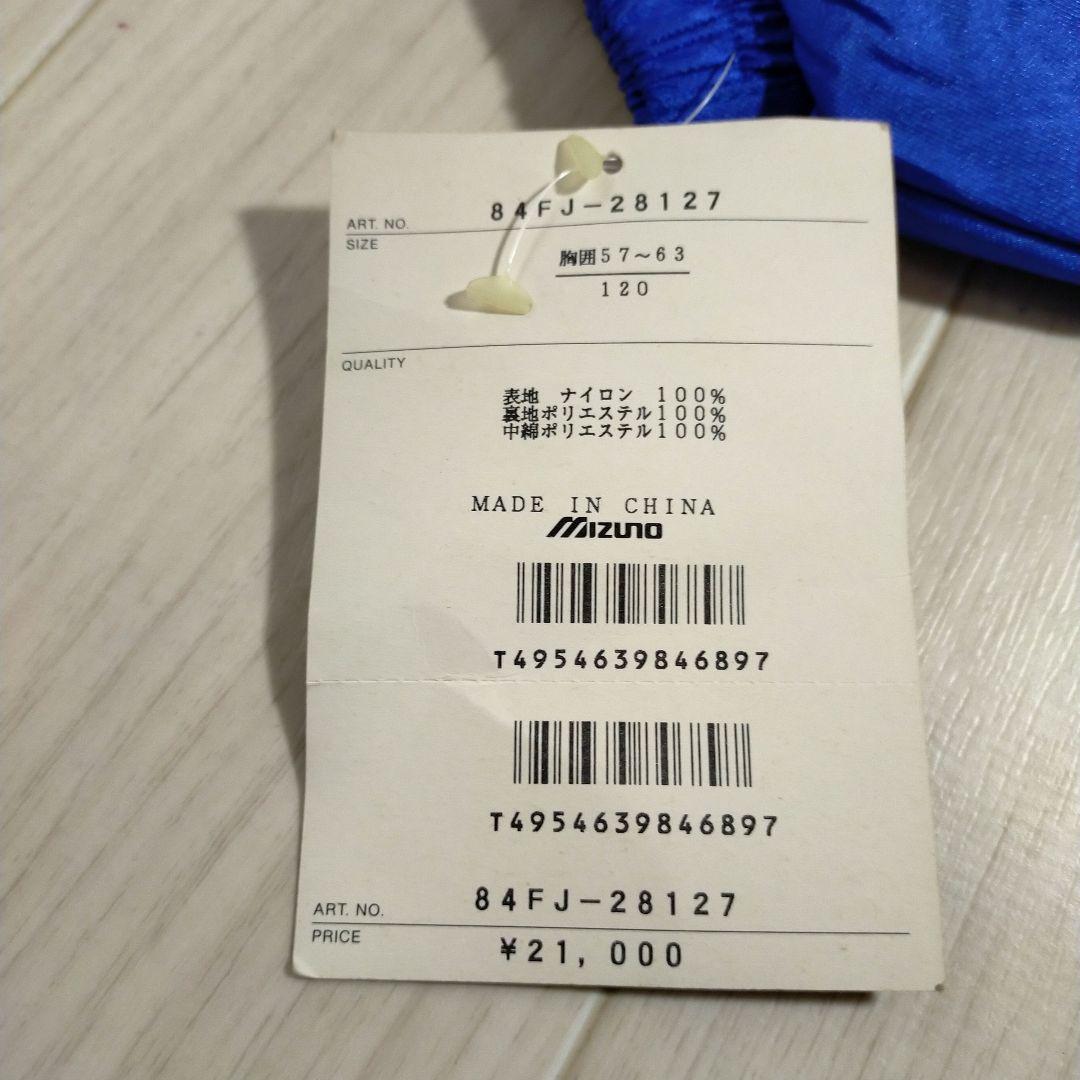 ART. NO. 84FJ-28127
SIZE
胸囲57~63
120
QUALITY
表地 ナイロン 100%
裏地ポリエステル100%
中綿ポリエステル100%
MADE IN CHINA
MIZUNO
T4954639846897
T4954639846897
ART. NO. 84FJ-28127
PRICE ¥21,000